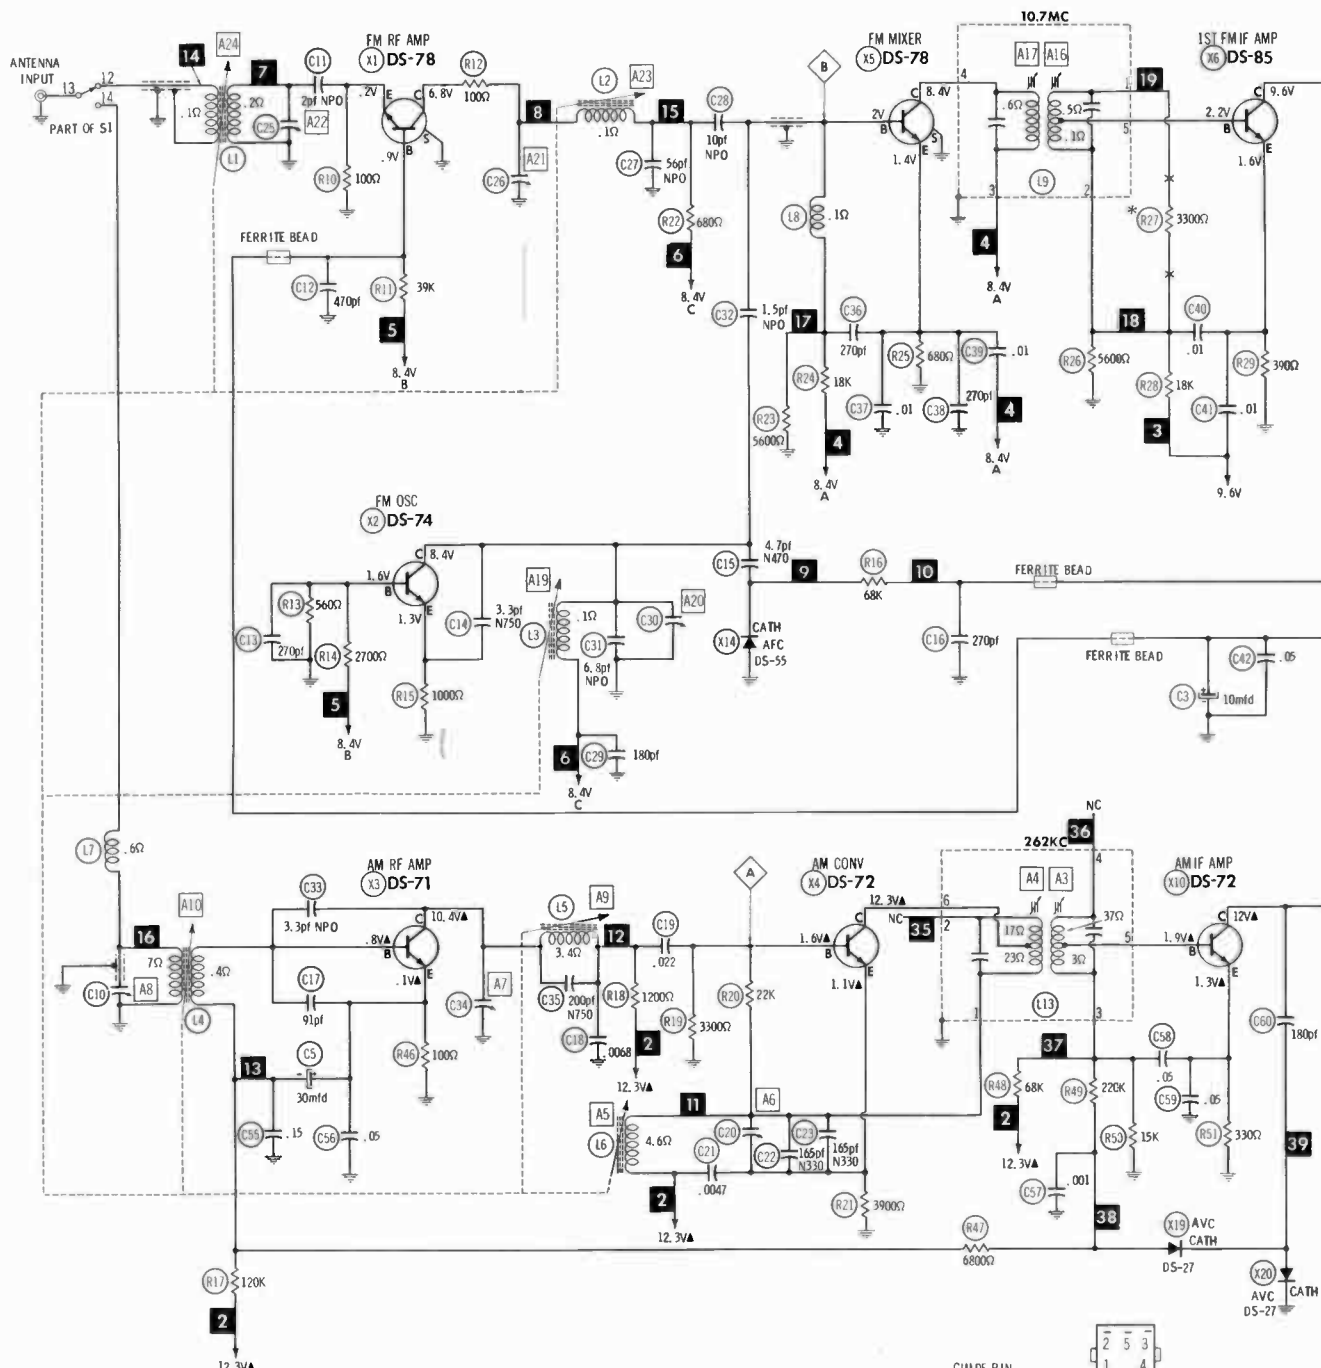 10.7MC
FM RF AMP
X1 DS-78
FM MIXER
X5 DS-78
1ST FM IF AMP
X6 DS-85
ANTENNA
INPUT
13
12
14
PART OF S1
14
A24
7
C11
2pf NPO
A22
.2V
E
C
6.8V
R12
100Ω
S
B
.9V
.1Ω
.2Ω
C25
L1
R10
100Ω
A21
C26
8
L2
A23
.1Ω
15
C28
10pf
NPO
C27
56pf
NPO
R22
680Ω
6
8.4V
C
B
2V
B
C
8.4V
S
E
1.4V
4
A17
A16
.6Ω
.5Ω
.1Ω
1
19
5
3
L9
2
2.2V
B
C
9.6V
E
1.6V
FERRITE BEAD
C12
470pf
R11
39K
5
8.4V
B
L8
.1Ω
C32
1.5pf
NPO
17
C36
270pf
R23
5600Ω
R24
18K
4
8.4V
A
C37
.01
R25
680Ω
C38
270pf
C39
.01
4
8.4V
A
4
8.4V
A
*
R27
3300Ω
18
C40
.01
R26
5600Ω
R28
18K
3
C41
.01
R29
390Ω
9.6V
FM OSC
X2 DS-74
C
8.4V
1.6V
B
E
1.3V
R13
560Ω
C13
270pf
R14
2700Ω
5
8.4V
B
C14
3.3pf
N750
R15
1000Ω
A19
L3
.1Ω
C31
6.8pf
NPO
C30
A20
6
C29
180pf
8.4V
C
C15
4.7pf
N470
9
R16
68K
10
FERRITE BEAD
X14
CATH
AFC
DS-55
C16
270pf
FERRITE BEAD
C3
10mfd
C42
.05
L7
.6Ω
AM RF AMP
X3 DS-71
AM CONV
X4 DS-72
262KC
NC
36
4
AM IF AMP
X10 DS-72
A10
16
7Ω
.4Ω
C10
A8
L4
C33
3.3pf NPO
C17
91pf
C
10.4V▲
.8V▲
B
.1V▲
E
R46
100Ω
13
C5
- +
30mfd
C55
.15
C56
.05
A7
C34
L5
A9
3.4Ω
12
C35
200pf
N750
C18
.0068
C19
.022
R18
1200Ω
2
12.3V▲
R19
3300Ω
A
R20
22K
12.3V▲
C
1.6V▲
B
E
1.1V▲
NC
35
6
2
A4
A3
17Ω
23Ω
37Ω
3Ω
5
1
L13
3
1.9V▲
B
C
12V▲
E
1.3V▲
C60
180pf
A5
L6
4.6Ω
11
A6
C20
C21
.0047
C22
165pf
N330
C23
165pf
N330
2
12.3V▲
R21
3900Ω
37
R48
68K
2
12.3V▲
R49
220K
R50
15K
C58
.05
C59
.05
R51
330Ω
39
C57
.001
38
R47
6800Ω
X19 AVC
CATH
DS-27
X20
AVC
DS-27
CATH
R17
120K
2
12.3V▲
2 5 3
1 4